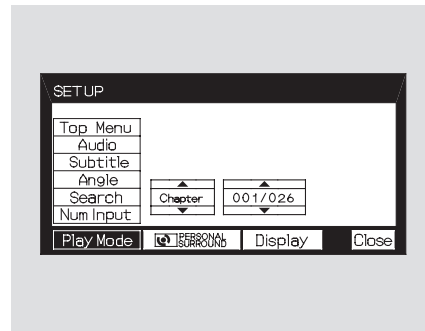 SETUP
Top Menu
Audio
Subtitle
Angle
Search
Num Input
Chapter
001/026
Play Mode
PERSONAL
SURROUND
Display
Close